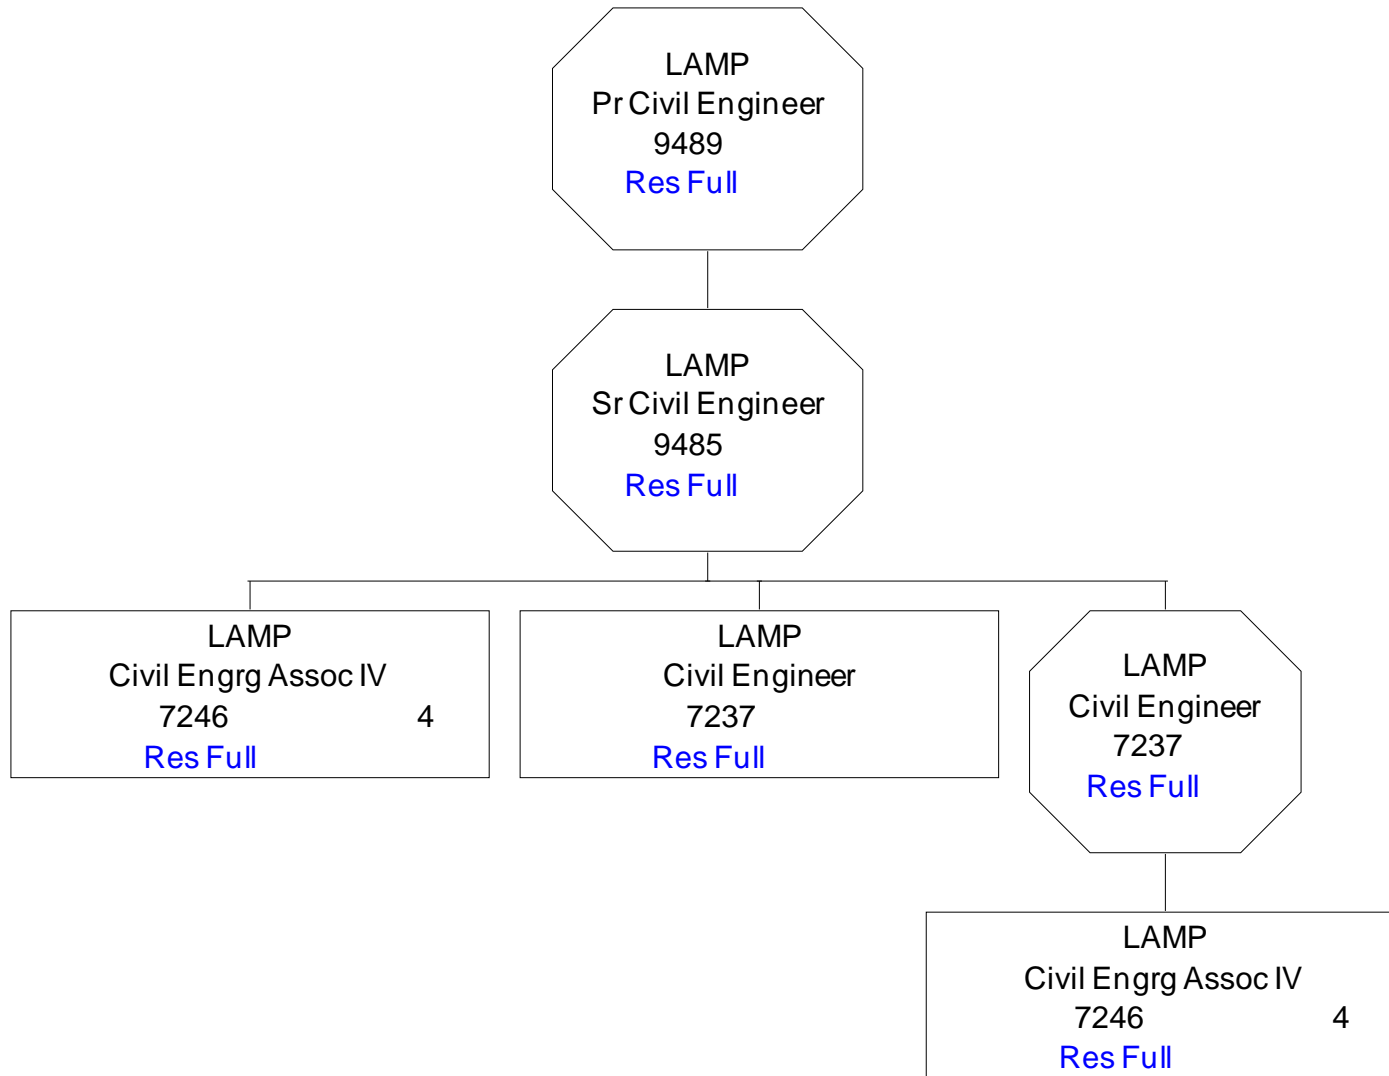 LAMP
Pr Civil Engineer
9489
Res Full
LAMP
Sr Civil Engineer
9485
Res Full
LAMP
Civil Engrg Assoc IV
7246 4
Res Full
LAMP
Civil Engineer
7237
Res Full
LAMP
Civil Engineer
7237
Res Full
LAMP
Civil Engrg Assoc IV
7246 4
Res Full